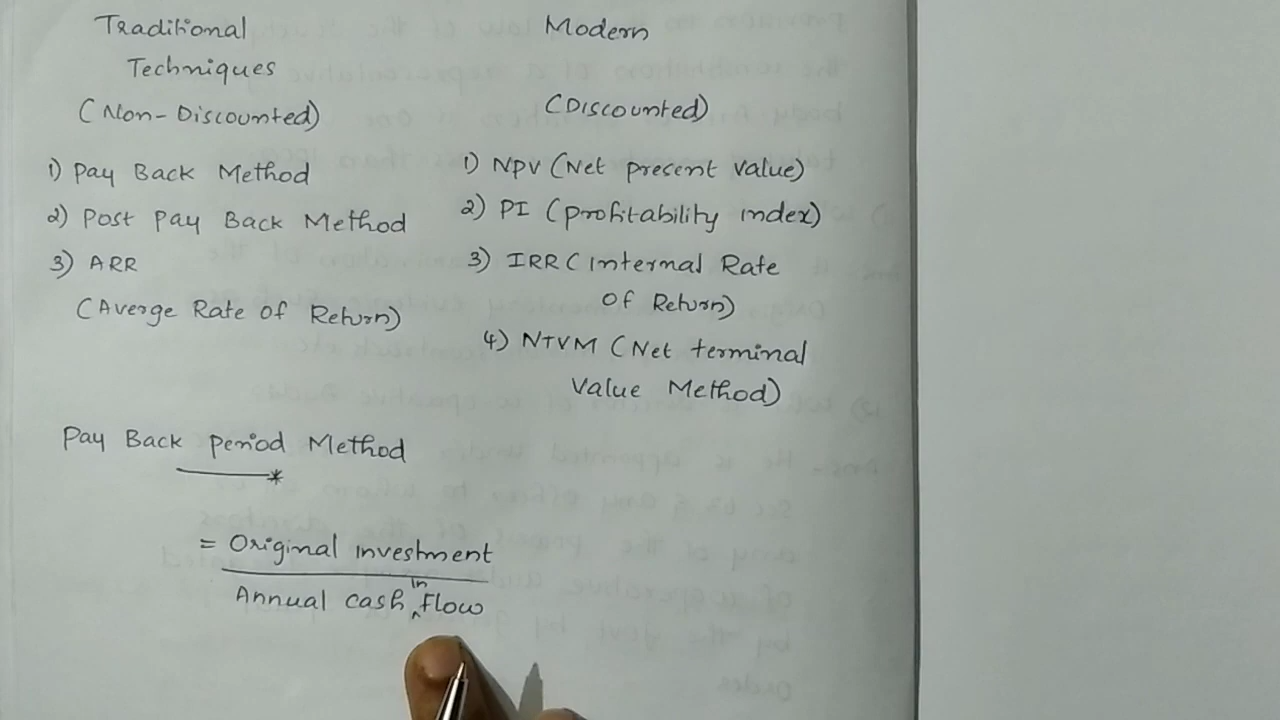 Traditional
Techniques
(Non-Discounted)
1) Pay Back Method
2) Post Pay Back Method
3) ARR
(Averge Rate Of Return)
Modern
(Discounted)
1) NPV (Net present value)
2) PI (profitability index)
3) IRR (Internal Rate
Of Return)
4) NTVM (Net terminal
Value Method)
Pay Back period Method
= Original investment
Annual cash inflow